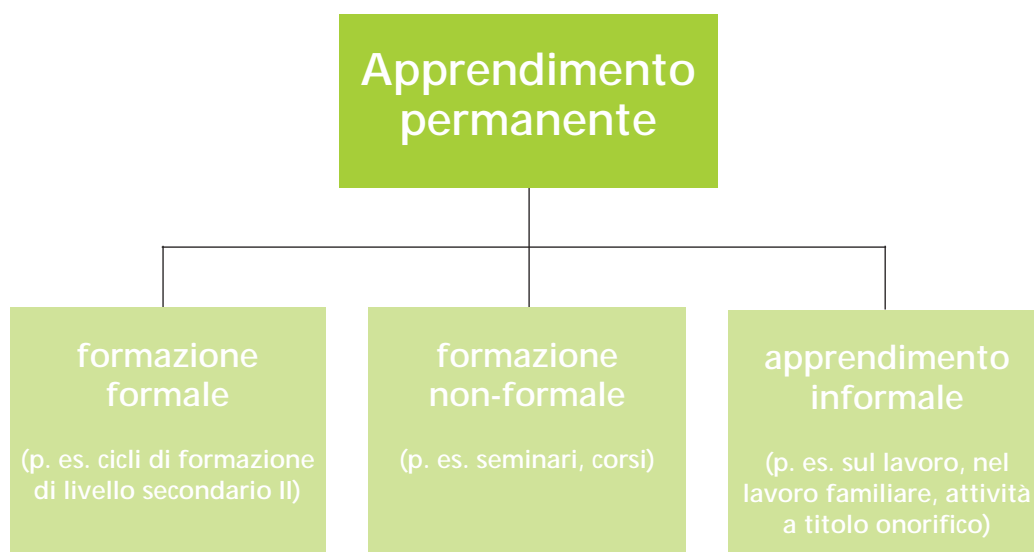 Apprendimento
permanente
formazione
formale
(p. es. cicli di formazione
di livello secondario II)
formazione
non-formale
(p. es. seminari, corsi)
apprendimento
informale
(p. es. sul lavoro, nel
lavoro familiare, attività
a titolo onorifico)